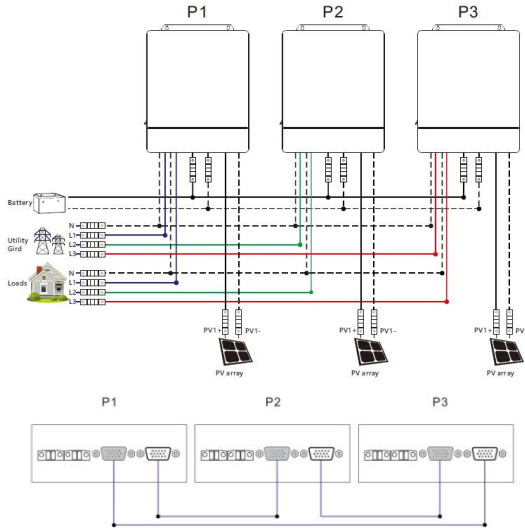 P1 P2 P3
Battery
N
L1
Utility
Gird
L2
L3
N
Loads
L1
L2
L3
PV1+ PV1- PV1+ PV1- PV1+ PV
PV array PV array PV array
P1 P2 P3